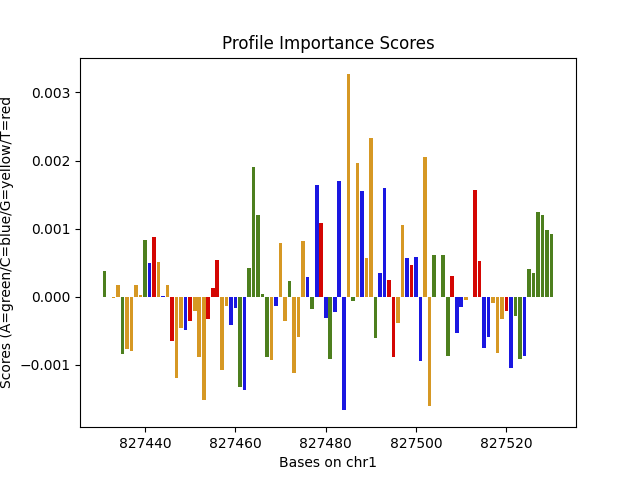 Profile Importance Scores
Scores (A=green/C=blue/G=yellow/T=red
0.003
0.002
0.001
0.000
−0.001
827440 827460 827480 827500 827520
Bases on chr1